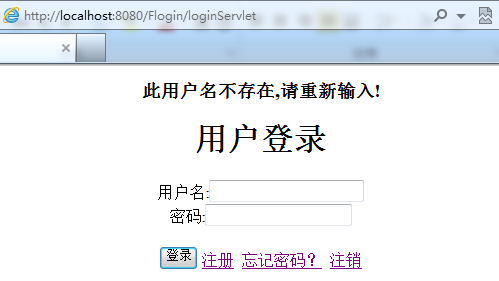 http://localhost:8080/Flogin/loginServlet
此用户名不存在,请重新输入!
用户登录
用户名:
密码:
登录 注册 忘记密码？ 注销